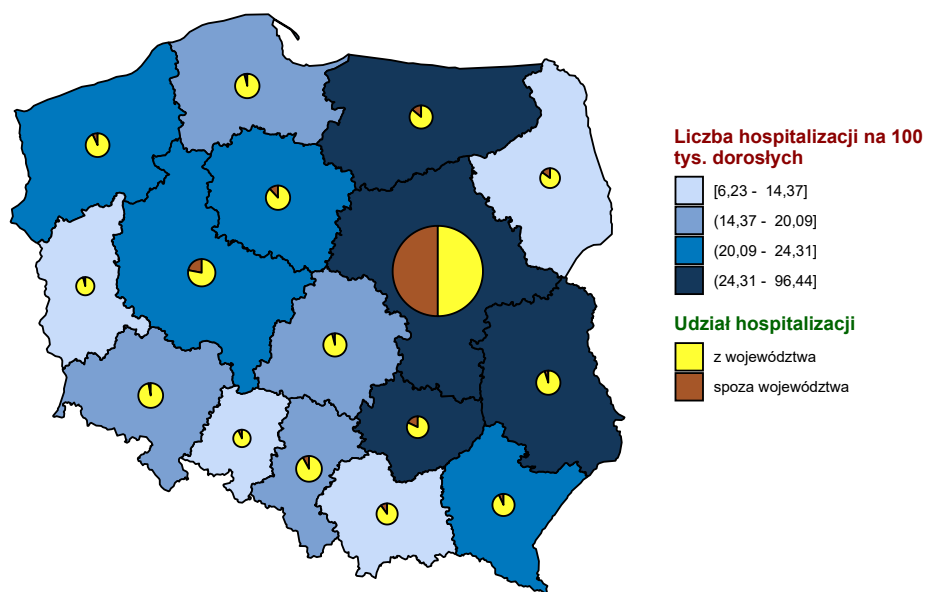 Liczba hospitalizacji na 100
tys. dorosłych
[6,23 - 14,37]
(14,37 - 20,09]
(20,09 - 24,31]
(24,31 - 96,44]
Udział hospitalizacji
z województwa
spoza województwa